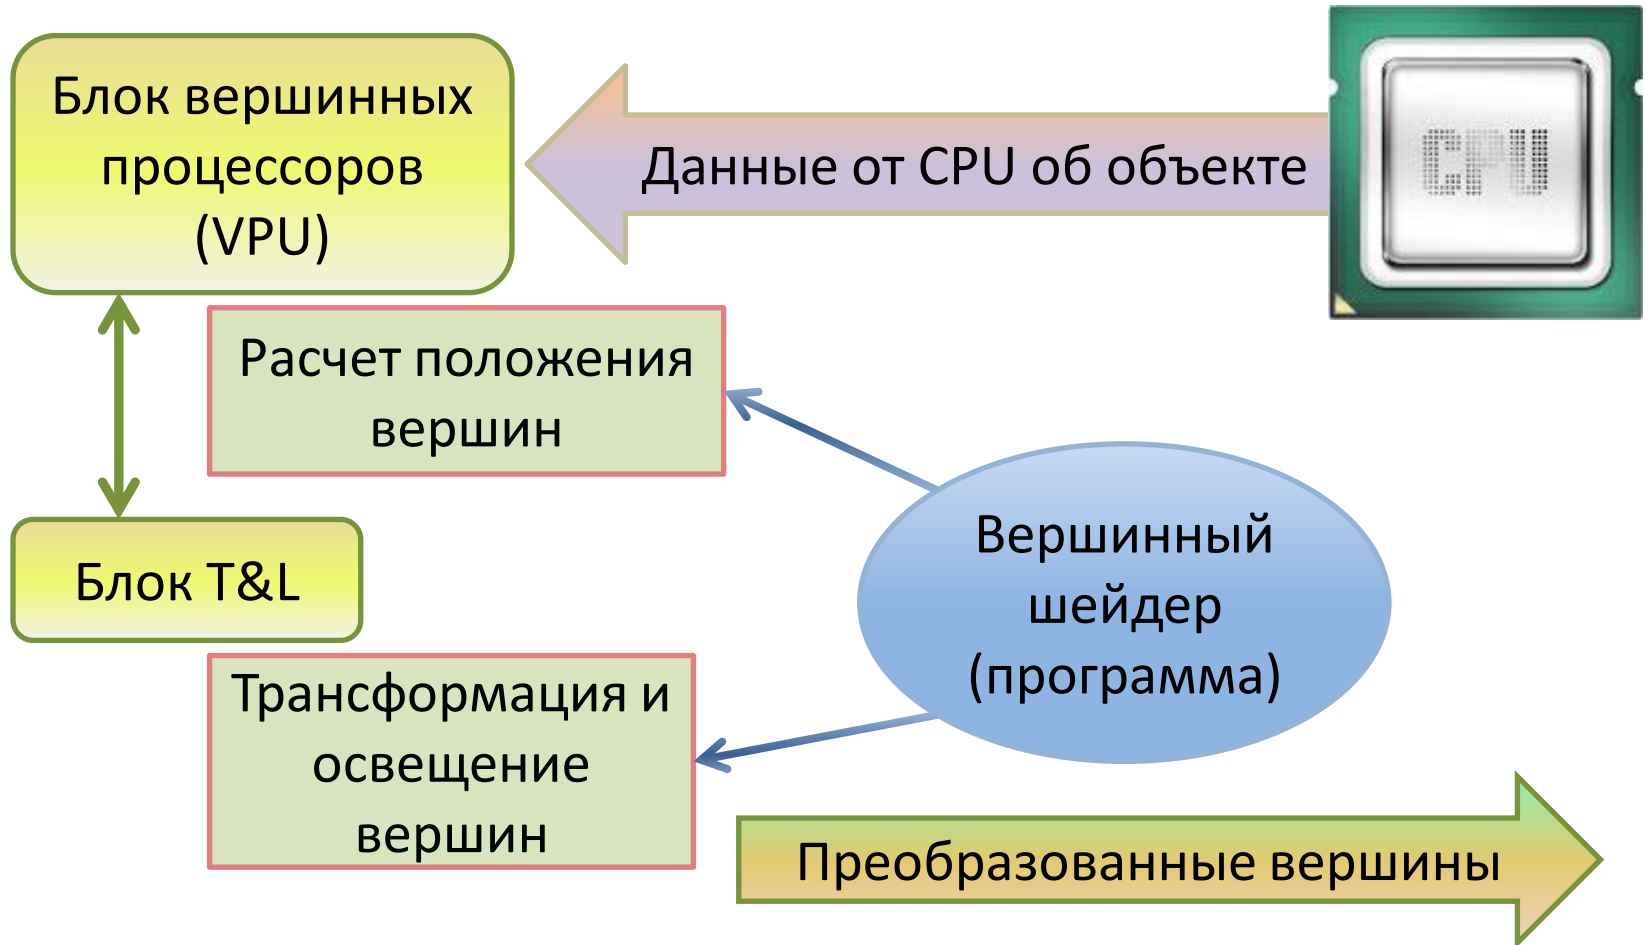 Блок вершинных
процессоров
(VPU)
Данные от CPU об объекте
CPU
Расчет положения
вершин
Вершинный
шейдер
(программа)
Блок T&L
Трансформация и
освещение
вершин
Преобразованные вершины